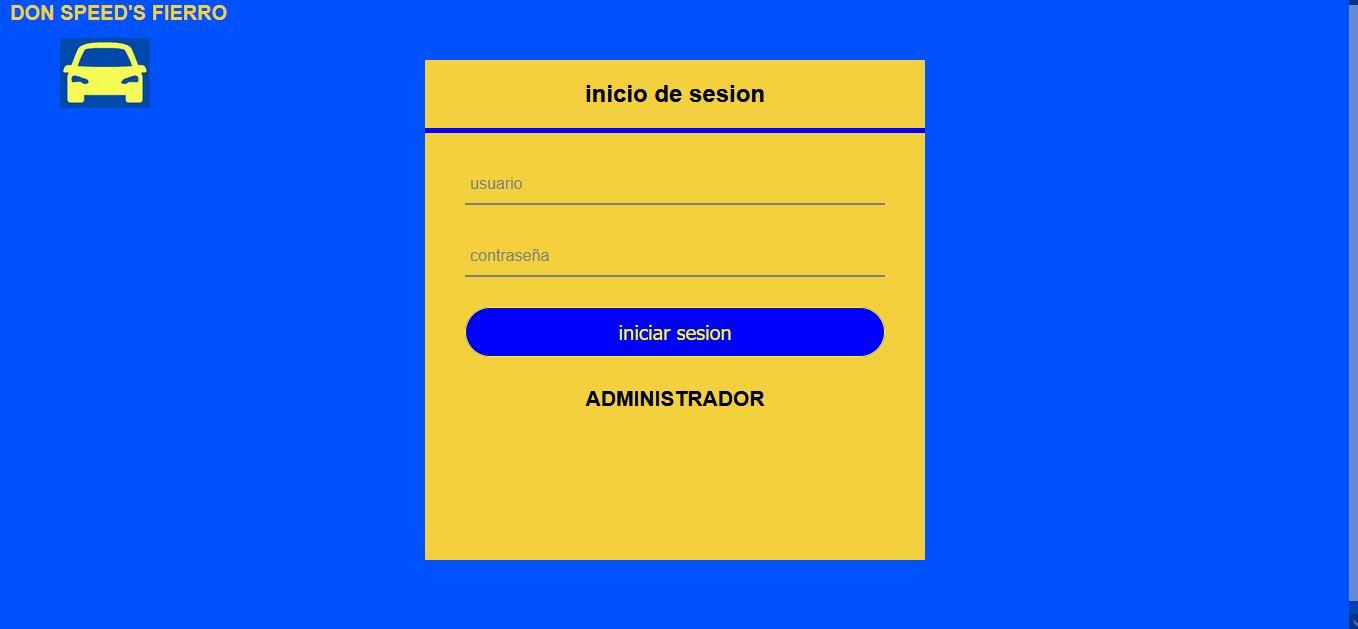 DON SPEED'S FIERRO
inicio de sesion
usuario
contraseña
iniciar sesion
ADMINISTRADOR